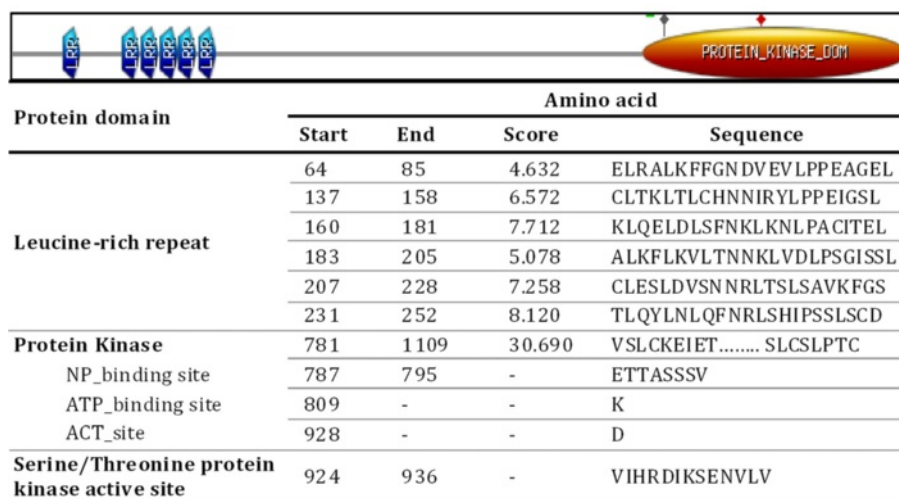 LRR LRR LRR LRR LRR LRR PROTEIN_KINASE_DOM
Protein domain Amino acid
Start End Score Sequence
Leucine-rich repeat
64 85 4.632 ELRALKFFGNDVEVLPPEAGEL
137 158 6.572 CLTKLTLCHNNIRYLPPEIGSL
160 181 7.712 KLQELDLSFNKLKNLPACITEL
183 205 5.078 ALKFLKVLTNNKLVDLPSGISSL
207 228 7.258 CLESLDVSNNRLTSLSAVKFGS
231 252 8.120 TLQYLNLQFNRLSHIPSSLSCD
Protein Kinase 781 1109 30.690 VSLCKEIET........ SLCSLPTC
NP_binding site 787 795 - ETTASSSV
ATP_binding site 809 - - K
ACT_site 928 - - D
Serine/Threonine protein
kinase active site 924 936 - VIHRDIKSENVLV